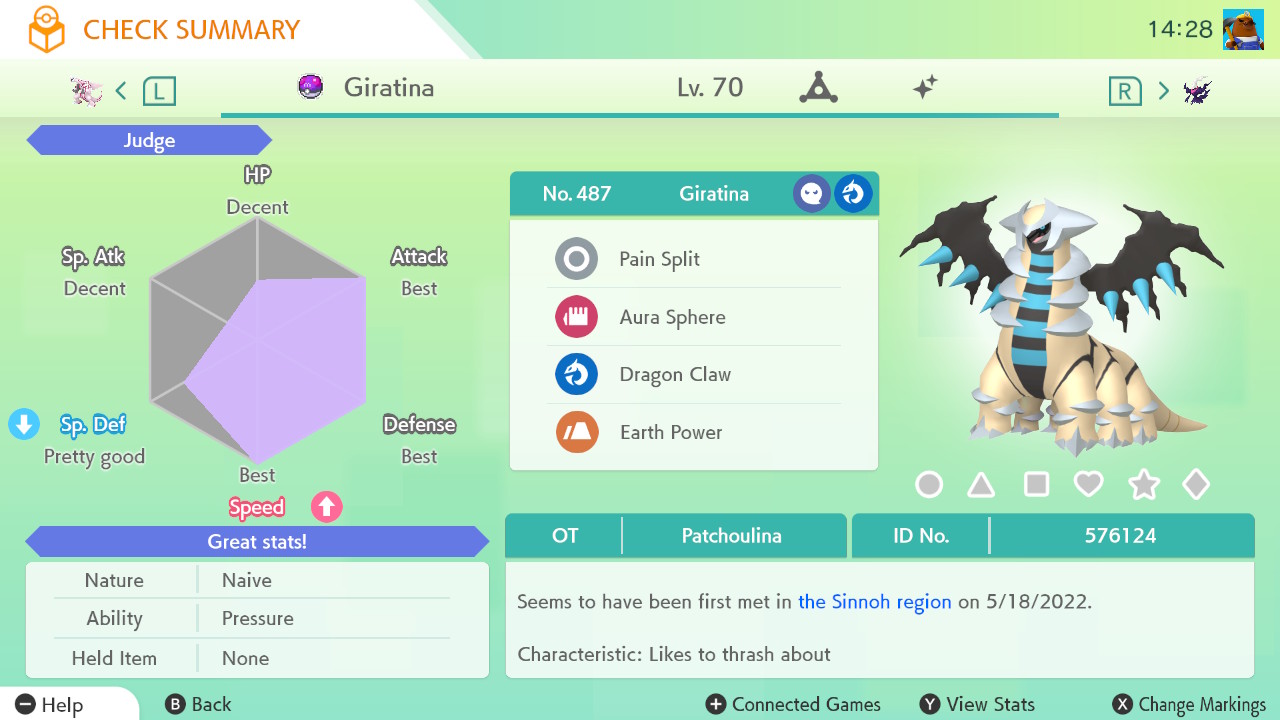 CHECK SUMMARY
14:28
L
Giratina
Lv. 70
R
Judge
HP
Decent
Sp. Atk
Decent
Attack
Best
Sp. Def
Pretty good
Defense
Best
Best
Speed
Great stats!
Nature Naive
Ability Pressure
Held Item None
No. 487 Giratina
Pain Split
Aura Sphere
Dragon Claw
Earth Power
OT Patchoulina
ID No. 576124
Seems to have been first met in the Sinnoh region on 5/18/2022.
Characteristic: Likes to thrash about
Help
B Back
Connected Games
Y View Stats
X Change Markings